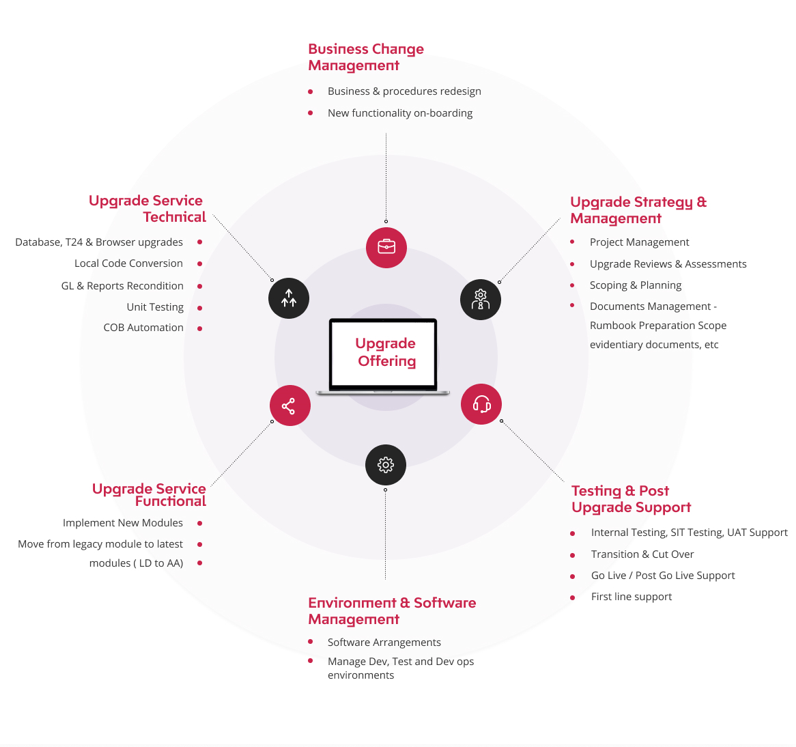 Business Change
Management
Business & procedures redesign
New functionality on-boarding
Upgrade Service
Technical
Database, T24 & Browser upgrades
Local Code Conversion
GL & Reports Recondition
Unit Testing
COB Automation
Upgrade Strategy &
Management
Project Management
Upgrade Reviews & Assessments
Scoping & Planning
Documents Management -
Rumbook Preparation Scope
evidentiary documents, etc
Upgrade
Offering
Upgrade Service
Functional
Implement New Modules
Move from legacy module to latest
modules ( LD to AA)
Testing & Post
Upgrade Support
Internal Testing, SIT Testing, UAT Support
Transition & Cut Over
Go Live / Post Go Live Support
First line support
Environment & Software
Management
Software Arrangements
Manage Dev, Test and Dev ops
environments